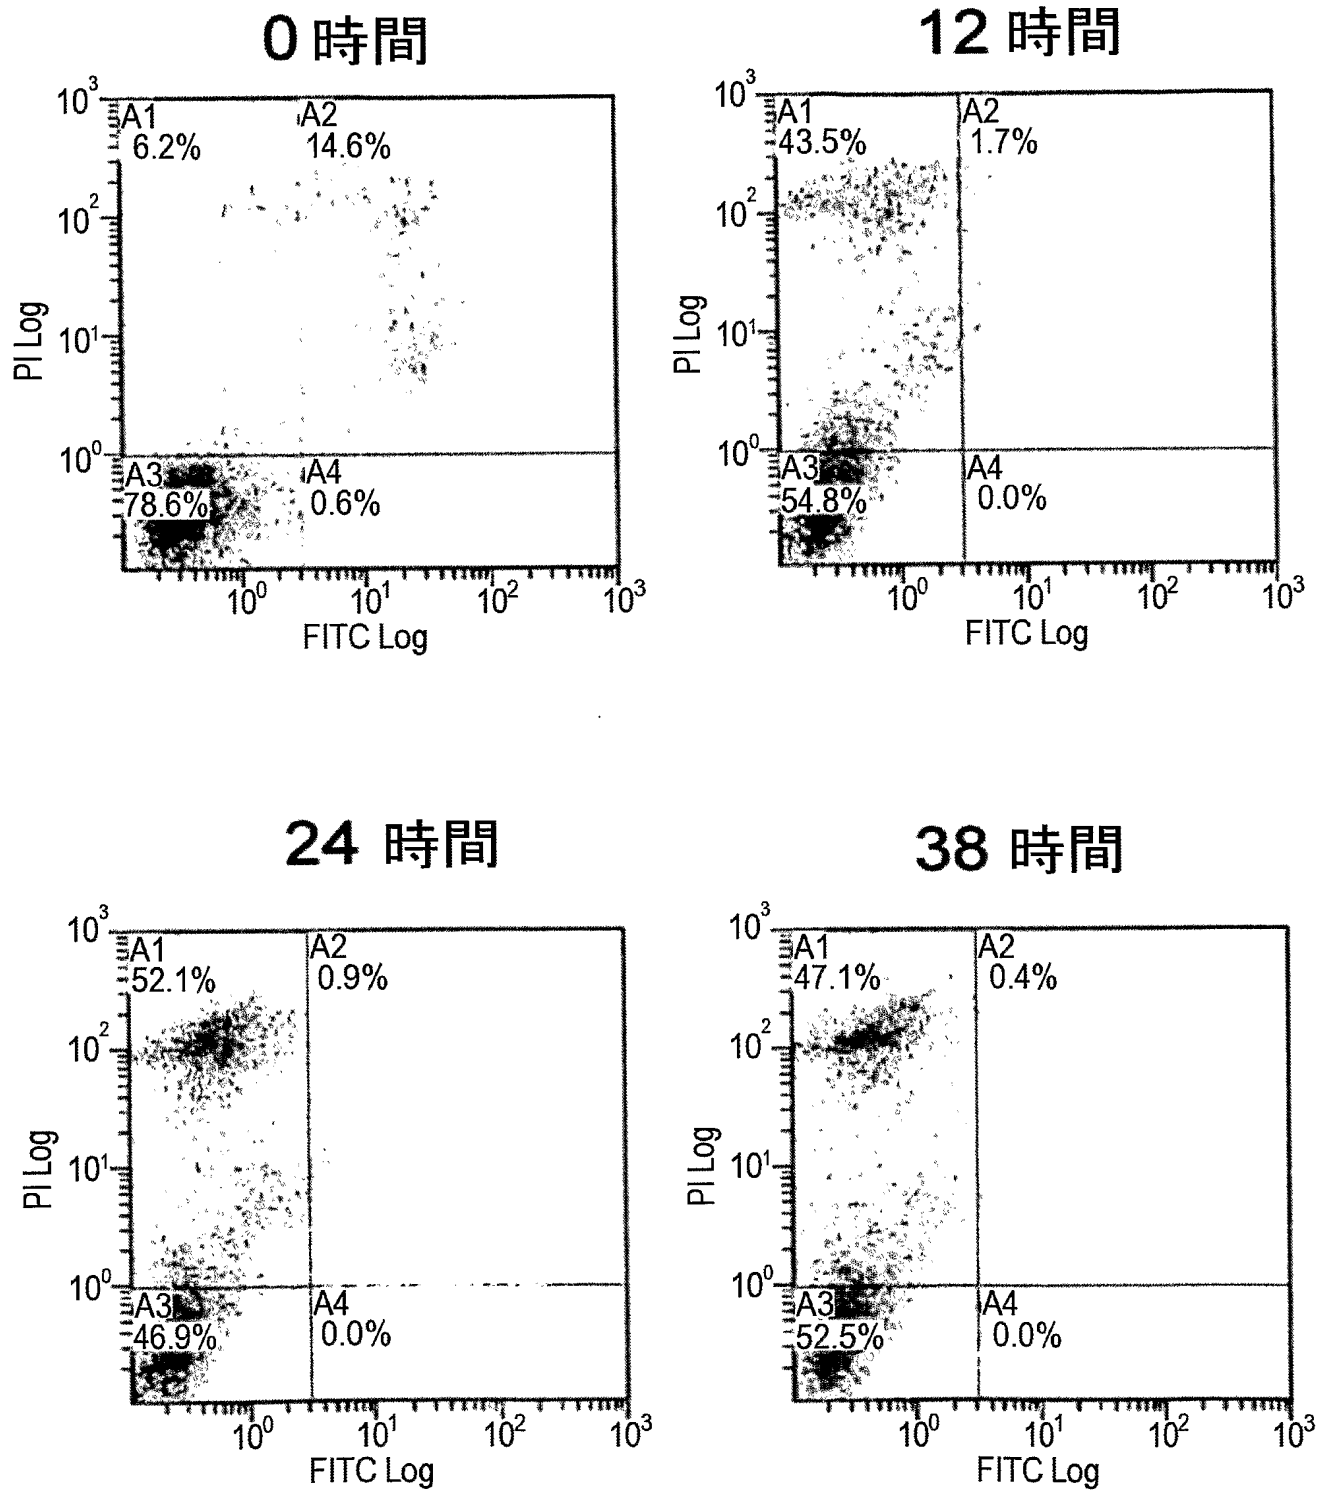 0 時間
10³
A1
6.2%
A2
14.6%
10²
PI Log
10¹
10⁰
A3
78.6%
A4
0.6%
10⁰ 10¹ 10² 10³
FITC Log
12 時間
10³
A1
43.5%
A2
1.7%
10²
PI Log
10¹
10⁰
A3
54.8%
A4
0.0%
10⁰ 10¹ 10² 10³
FITC Log
24 時間
10³
A1
52.1%
A2
0.9%
10²
PI Log
10¹
10⁰
A3
46.9%
A4
0.0%
10⁰ 10¹ 10² 10³
FITC Log
38 時間
10³
A1
47.1%
A2
0.4%
10²
PI Log
10¹
10⁰
A3
52.5%
A4
0.0%
10⁰ 10¹ 10² 10³
FITC Log